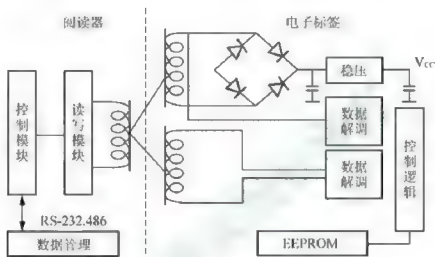 阅读器
电子标签
控制模块
读写模块
稳压
Vcc
数据
解调
数据
解调
控制逻辑
RS-232.486
数据管理
EEPROM